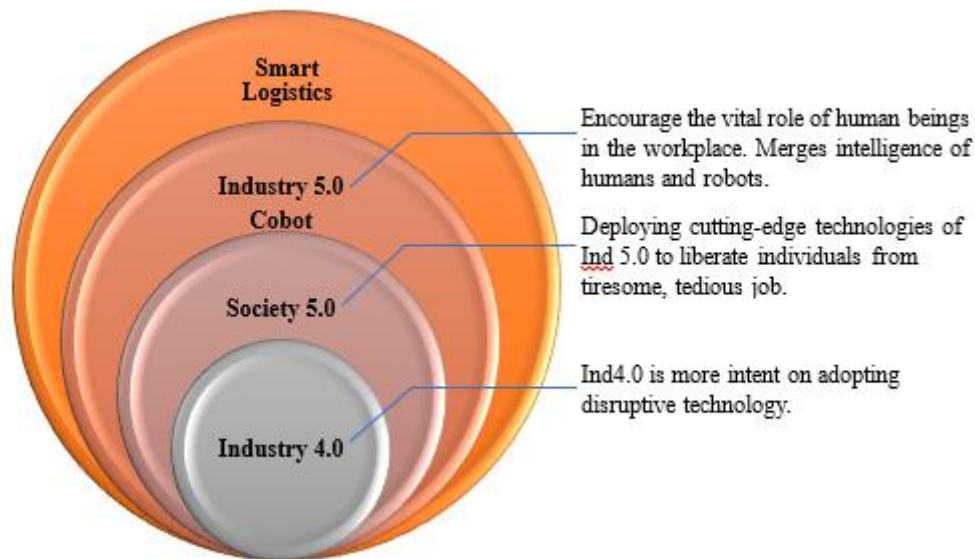 Smart
Logistics
Industry 5.0
Cobot
Society 5.0
Industry 4.0
Encourage the vital role of human beings
in the workplace. Merges intelligence of
humans and robots.
Deploying cutting-edge technologies of
Ind 5.0 to liberate individuals from
tiresome, tedious job.
Ind4.0 is more intent on adopting
disruptive technology.